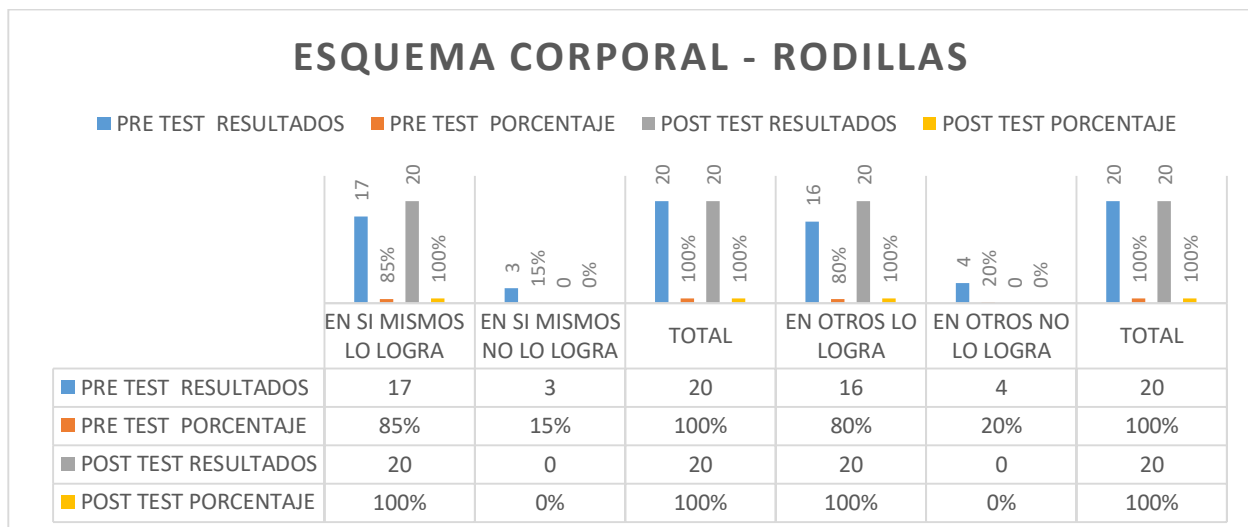 ESQUEMA CORPORAL - RODILLAS
PRE TEST RESULTADOS PRE TEST PORCENTAJE POST TEST RESULTADOS POST TEST PORCENTAJE
17 85% 20 100% 3 15% 0 0% 20 100% 20 100% 16 80% 20 100% 4 20% 0 0% 20 100% 20 100%
EN SI MISMOS EN SI MISMOS TOTAL EN OTROS LO EN OTROS NO TOTAL
LO LOGRA NO LO LOGRA LOGRA LO LOGRA
PRE TEST RESULTADOS 17 3 20 16 4 20
PRE TEST PORCENTAJE 85% 15% 100% 80% 20% 100%
POST TEST RESULTADOS 20 0 20 20 0 20
POST TEST PORCENTAJE 100% 0% 100% 100% 0% 100%